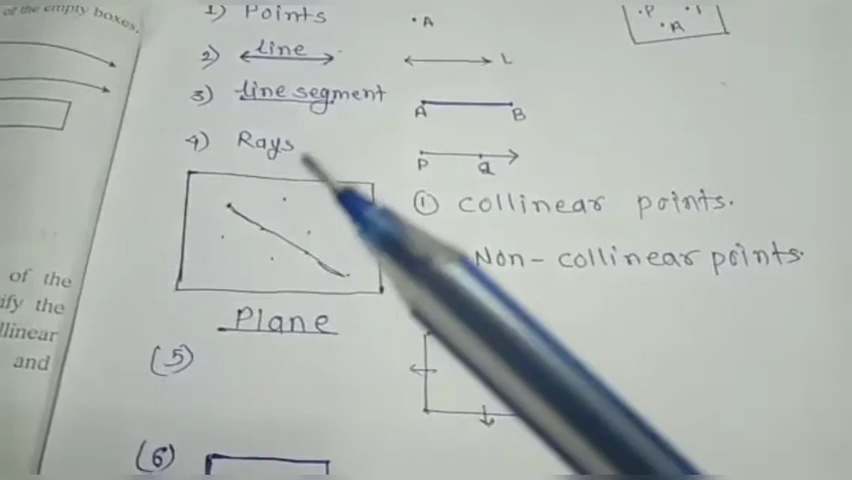 of the empty boxes.
1) Points
• A
• P
• A
2) Line
L
3) Line segment
A B
4) Rays
P Q
① Collinear points.
Non-collinear points.
Plane
of the
ify the
llinear
and
(5)
(6)